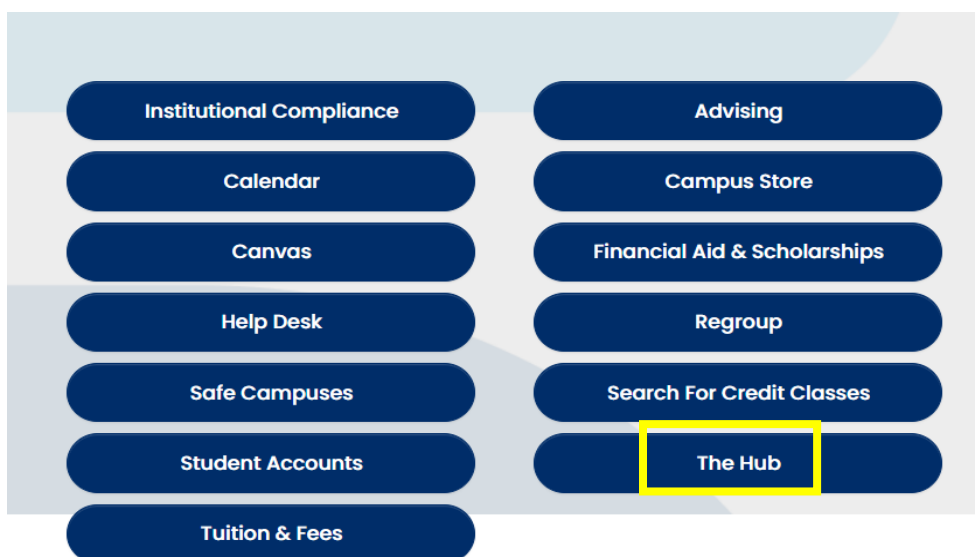 Institutional Compliance
Calendar
Canvas
Help Desk
Safe Campuses
Student Accounts
Tuition & Fees
Advising
Campus Store
Financial Aid & Scholarships
Regroup
Search For Credit Classes
The Hub